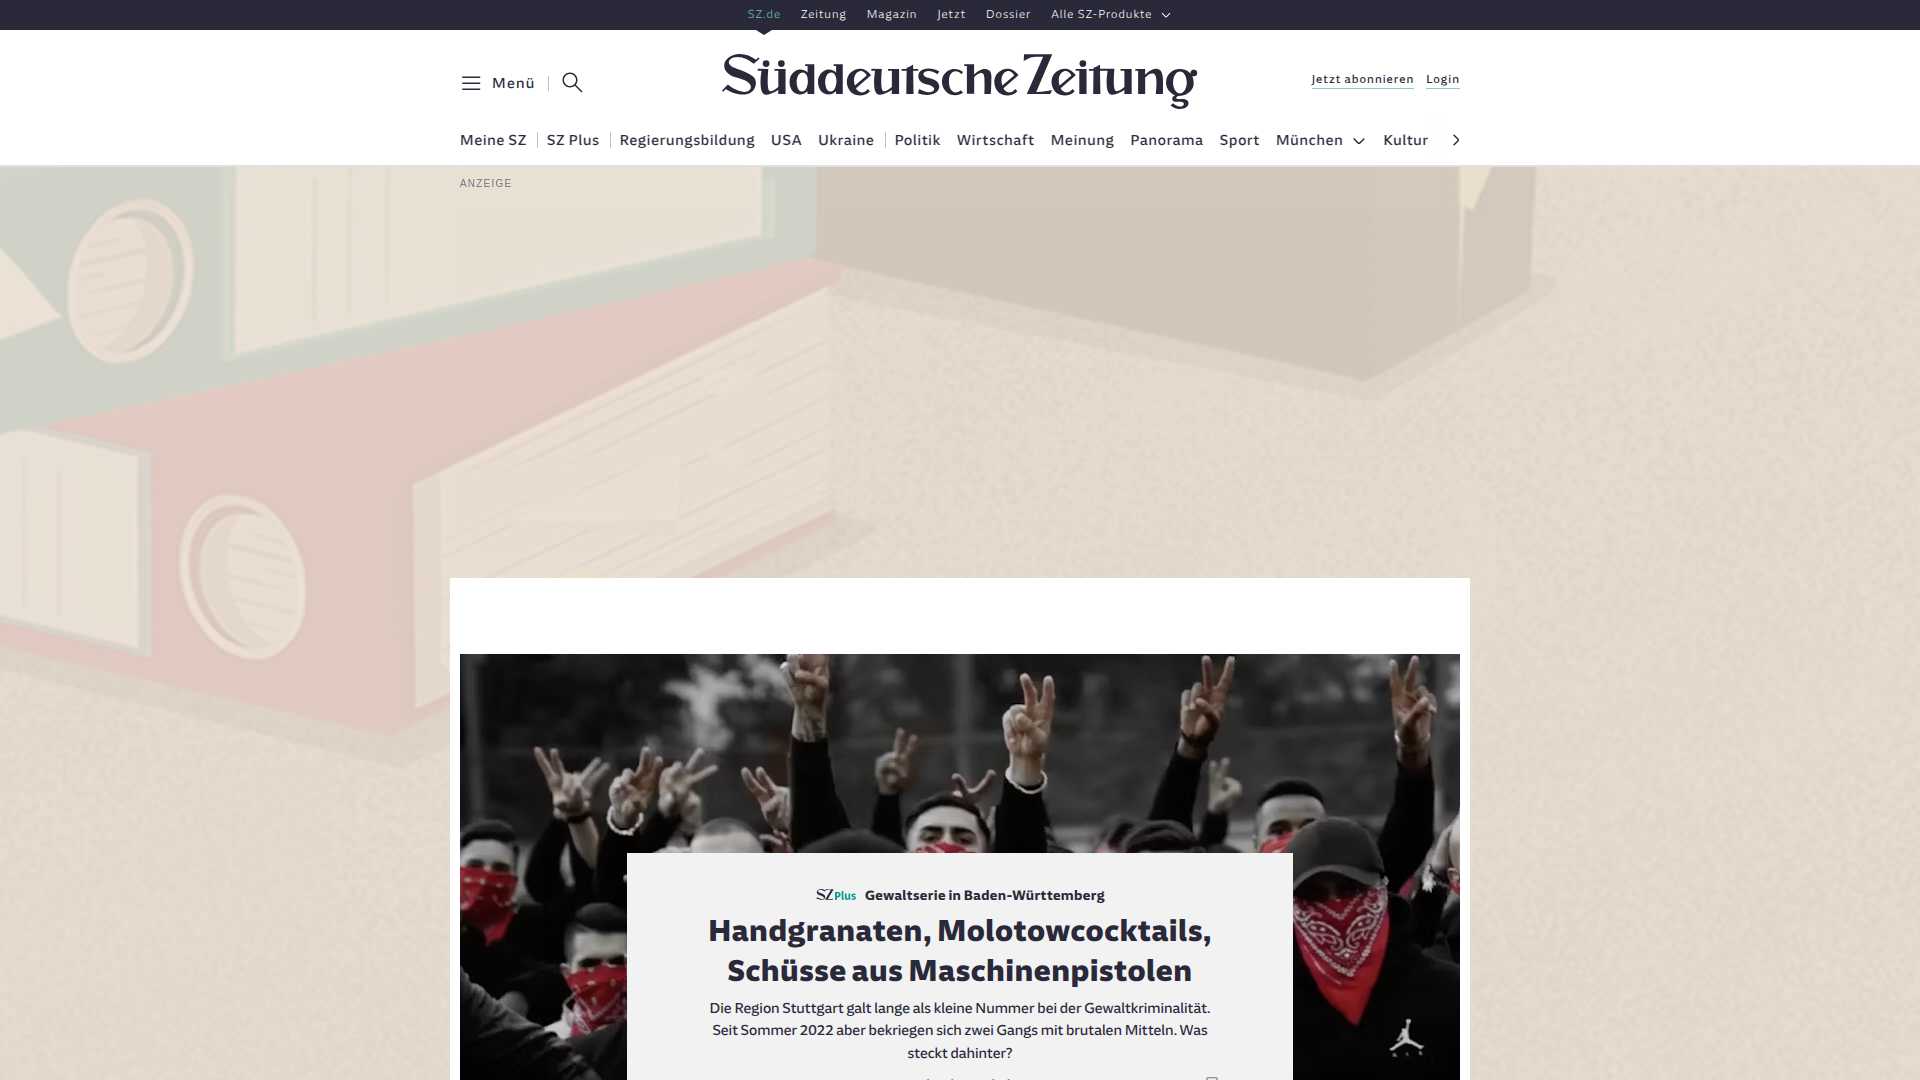 SZ.de Zeitung Magazin Jetzt Dossier Alle SZ-Produkte
Menü
Süddeutsche Zeitung
Jetzt abonnieren Login
Meine SZ SZ Plus Regierungsbildung USA Ukraine Politik Wirtschaft Meinung Panorama Sport München Kultur
ANZEIGE
SZ Plus Gewaltserie in Baden-Württemberg
Handgranaten, Molotowcocktails,
Schüsse aus Maschinenpistolen
Die Region Stuttgart galt lange als kleine Nummer bei der Gewaltkriminalität.
Seit Sommer 2022 aber bekriegen sich zwei Gangs mit brutalen Mitteln. Was
steckt dahinter?